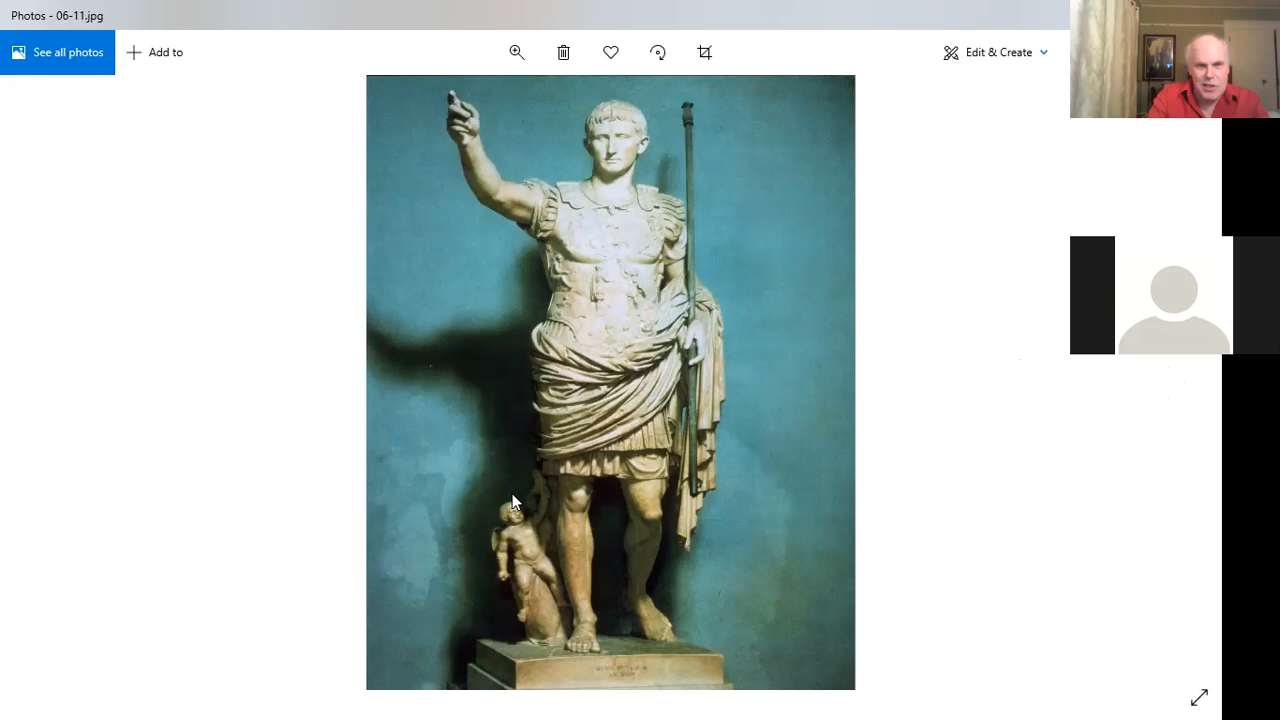 Photos - 06-11.jpg
See all photos
Add to
Edit & Create